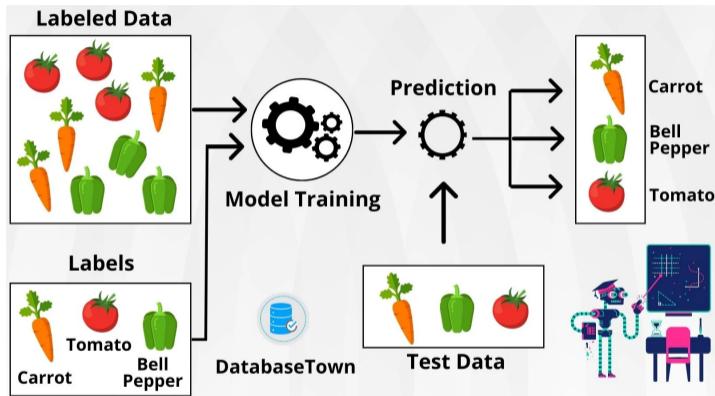 Labeled Data
Model Training
Prediction
Carrot
Bell
Pepper
Tomato
Labels
Carrot
Tomato
Bell
Pepper
DatabaseTown
Test Data